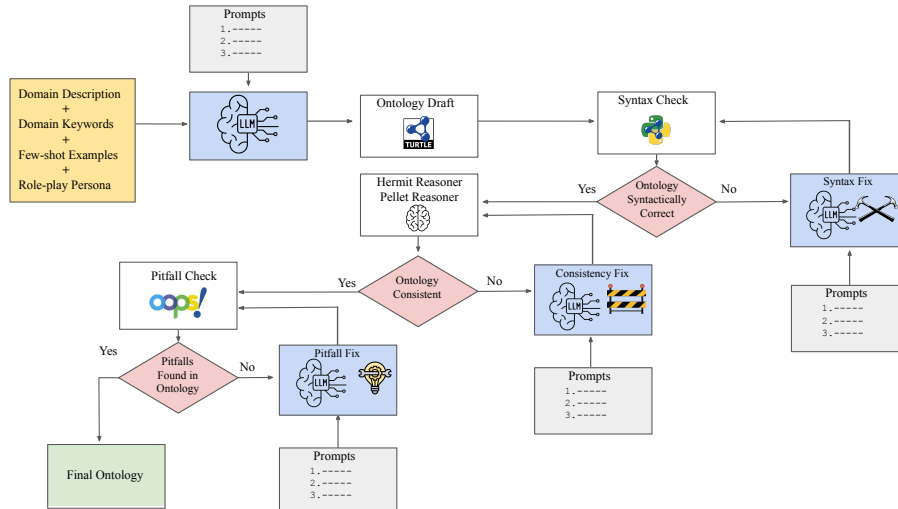 Prompts
1.-----
2.-----
3.-----
Domain Description
+
Domain Keywords
+
Few-shot Examples
+
Role-play Persona
LLM
Ontology Draft
TURTLE
Syntax Check
Hermit Reasoner
Pellet Reasoner
Yes
Ontology
Syntactically
Correct
No
Syntax Fix
LLM
Pitfall Check
oops!
Yes
Ontology
Consistent
No
Consistency Fix
LLM
Prompts
1.-----
2.-----
3.-----
Yes
Pitfalls
Found in
Ontology
No
Pitfall Fix
LLM
Prompts
1.-----
2.-----
3.-----
Final Ontology
Prompts
1.-----
2.-----
3.-----